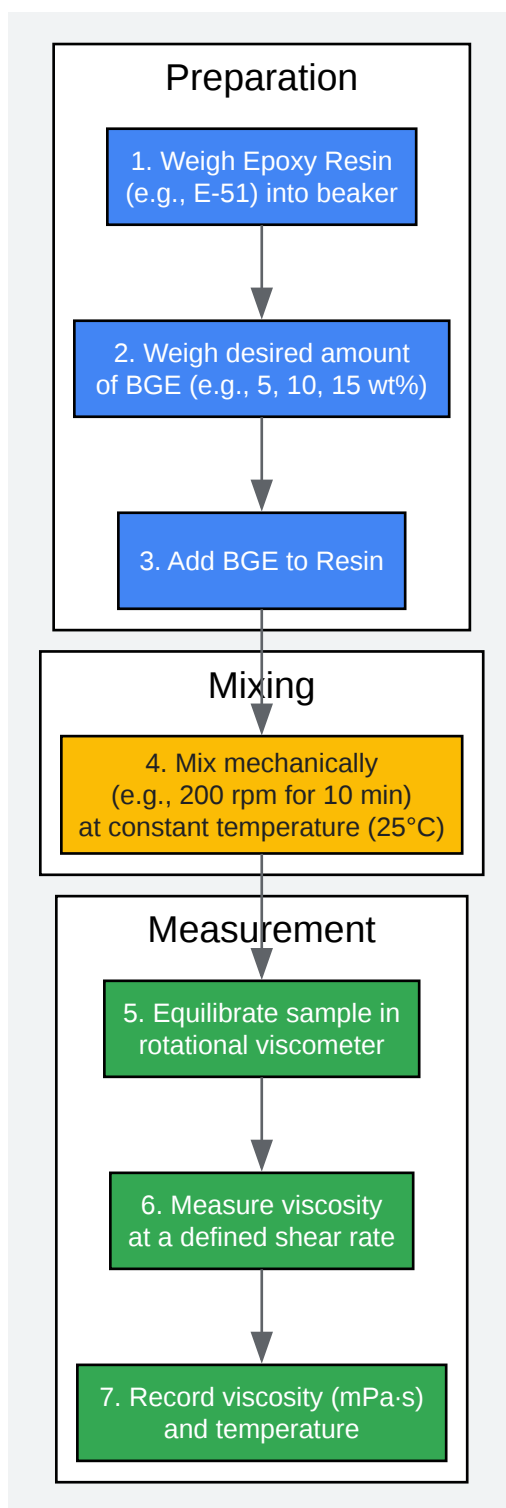 Preparation
1. Weigh Epoxy Resin
(e.g., E-51) into beaker
2. Weigh desired amount
of BGE (e.g., 5, 10, 15 wt%)
3. Add BGE to Resin
Mixing
4. Mix mechanically
(e.g., 200 rpm for 10 min)
at constant temperature (25°C)
Measurement
5. Equilibrate sample in
rotational viscometer
6. Measure viscosity
at a defined shear rate
7. Record viscosity (mPa·s)
and temperature